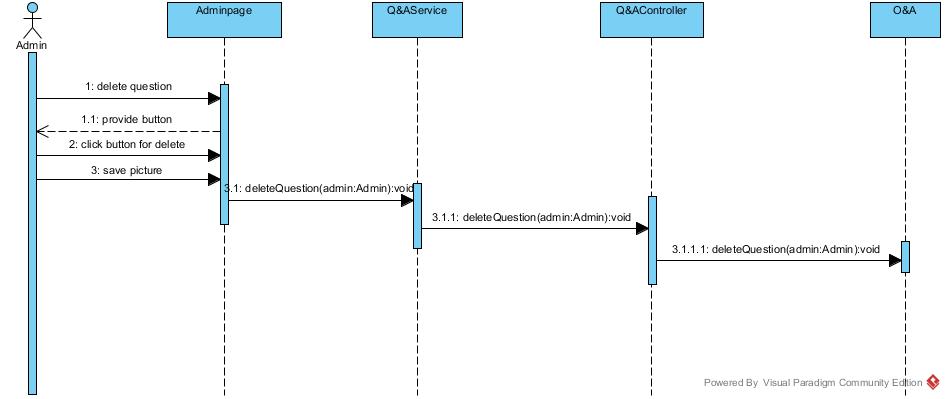 Adminpage
Q&AService
Q&AController
O&A
Admin
1: delete question
1.1: provide button
2: click button for delete
3: save picture
3.1: deleteQuestion(admin:Admin):void
3.1.1: deleteQuestion(admin:Admin):void
3.1.1.1: deleteQuestion(admin:Admin):void
Powered By Visual Paradigm Community Edition